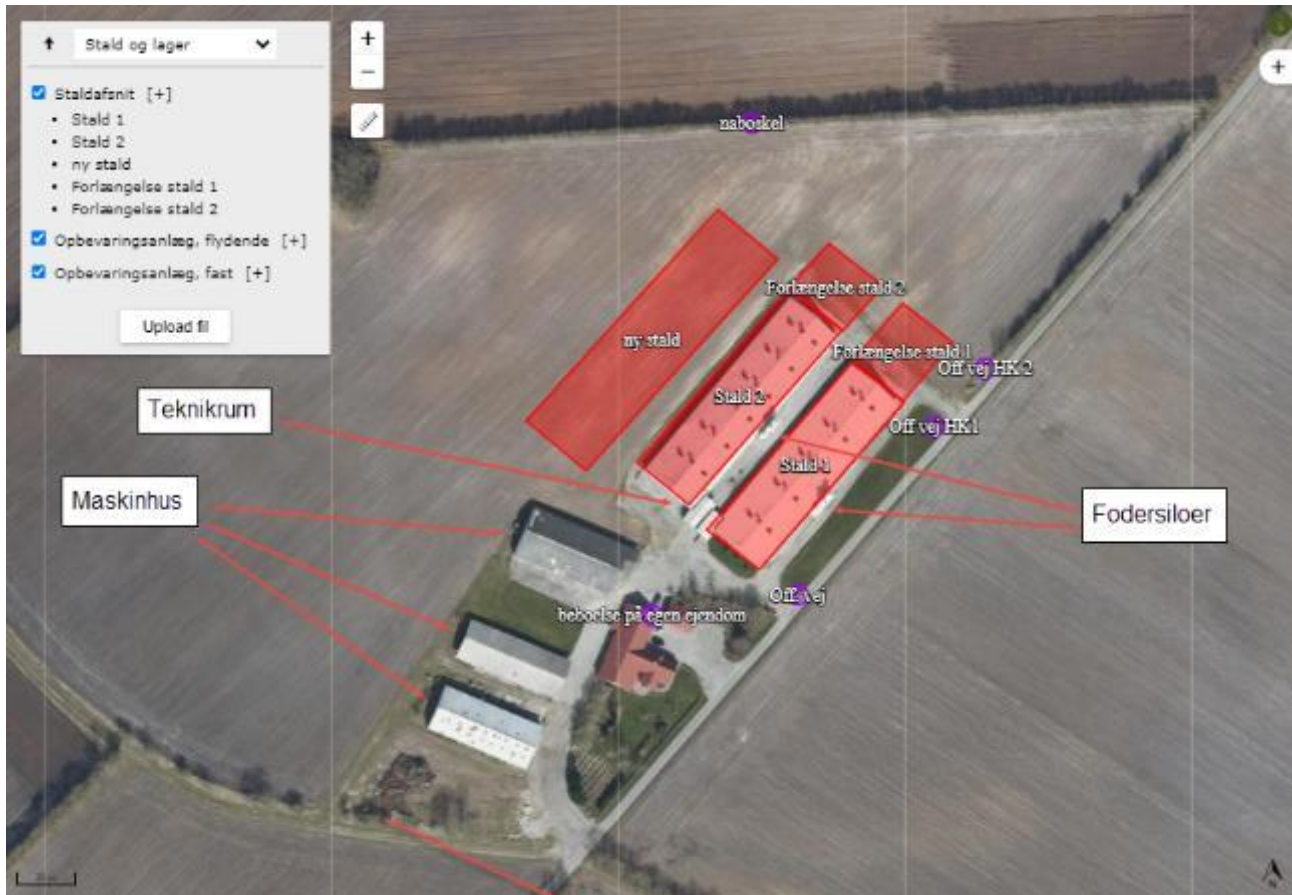 Stald og lager
Staldafsnit [+]
Stald 1
Stald 2
ny stald
Forlængelse stald 1
Forlængelse stald 2
Opbevaringsanlæg, flydende [+]
Opbevaringsanlæg, fast [+]
Upload fil
+
−
+
naboskel
Forlængelse stald 2
ny stald
Forlængelse stald 1
Off vej HK 2
Stald 2
Teknikrum
Off vej HK1
Stald 1
Maskinhus
Fodersiloer
Off. vej
beboelse på egen ejendom